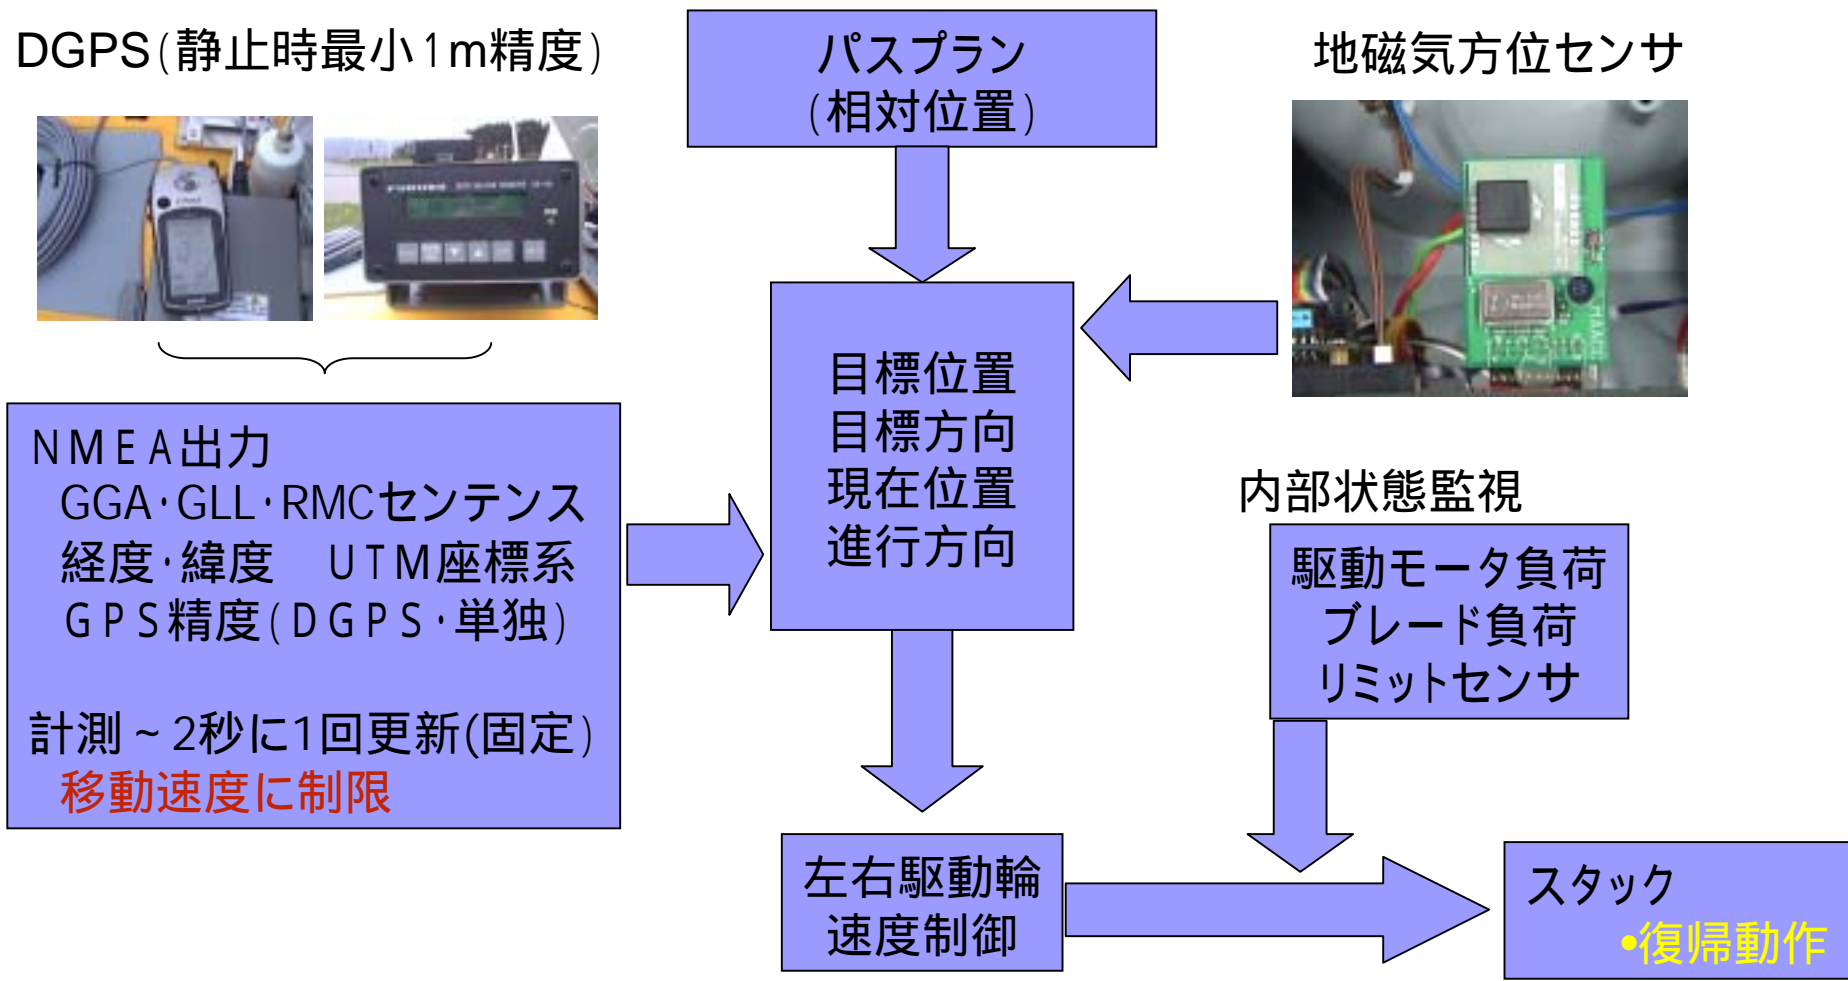 DGPS(静止時最小1m精度)
パスプラン
(相対位置)
地磁気方位センサ
NMEA出力
GGA・GLL・RMCセンテンス
経度・緯度　UTM座標系
GPS精度(DGPS・単独)
計測~2秒に1回更新(固定)
移動速度に制限
目標位置
目標方向
現在位置
進行方向
内部状態監視
駆動モータ負荷
ブレード負荷
リミットセンサ
左右駆動輪
速度制御
スタック
•復帰動作